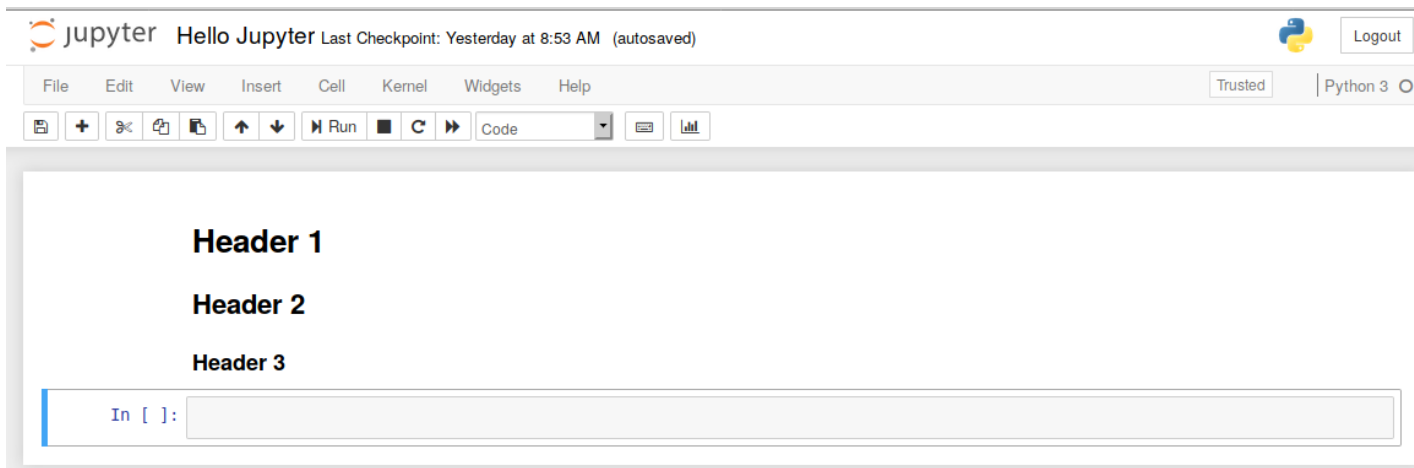 jupyter Hello Jupyter Last Checkpoint: Yesterday at 8:53 AM (autosaved) Logout
File Edit View Insert Cell Kernel Widgets Help Trusted Python 3
Run Code
Header 1
Header 2
Header 3
In [ ]: